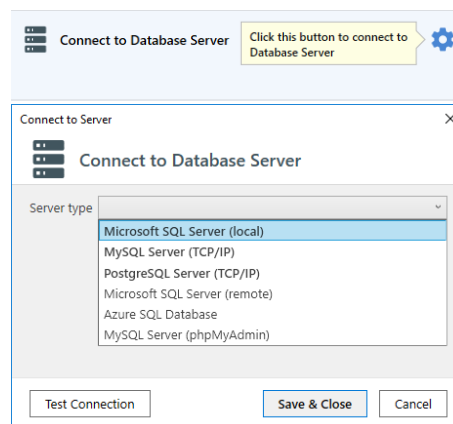 Connect to Database Server
Click this button to connect to
Database Server
Connect to Server
Connect to Database Server
Server type
Microsoft SQL Server (local)
MySQL Server (TCP/IP)
PostgreSQL Server (TCP/IP)
Microsoft SQL Server (remote)
Azure SQL Database
MySQL Server (phpMyAdmin)
Test Connection Save & Close Cancel